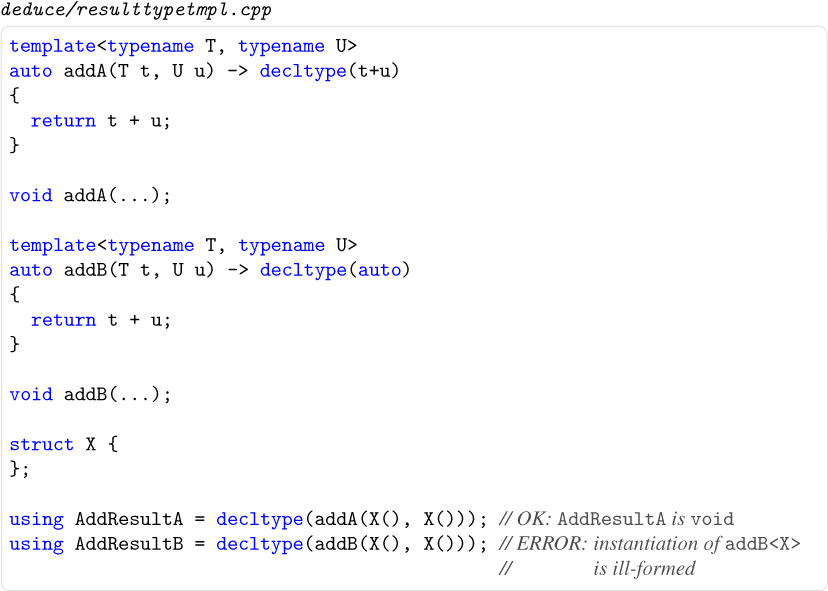 deduce/resulttypetmpl.cpp
template<typename T, typename U>
auto addA(T t, U u) -> decltype(t+u)
{
  return t + u;
}
void addA(...);
template<typename T, typename U>
auto addB(T t, U u) -> decltype(auto)
{
  return t + u;
}
void addB(...);
struct X {
};
using AddResultA = decltype(addA(X(), X())); // OK: AddResultA is void
using AddResultB = decltype(addB(X(), X())); // ERROR: instantiation of addB<X>
// is ill-formed